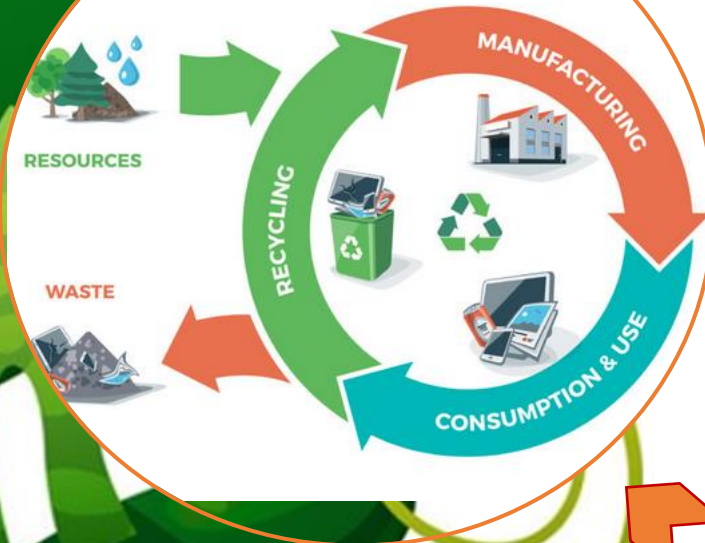 RESOURCES
WASTE
RECYCLING
MANUFACTURING
CONSUMPTION & USE